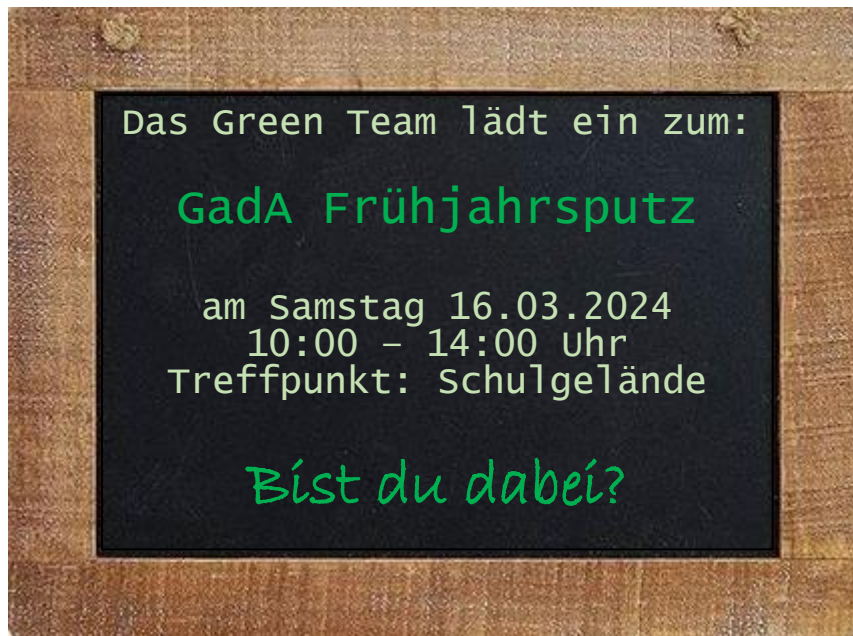 Das Green Team lädt ein zum:
GadA Frühjahrsputz
am Samstag 16.03.2024
10:00 – 14:00 Uhr
Treffpunkt: Schulgelände
Bist du dabei?